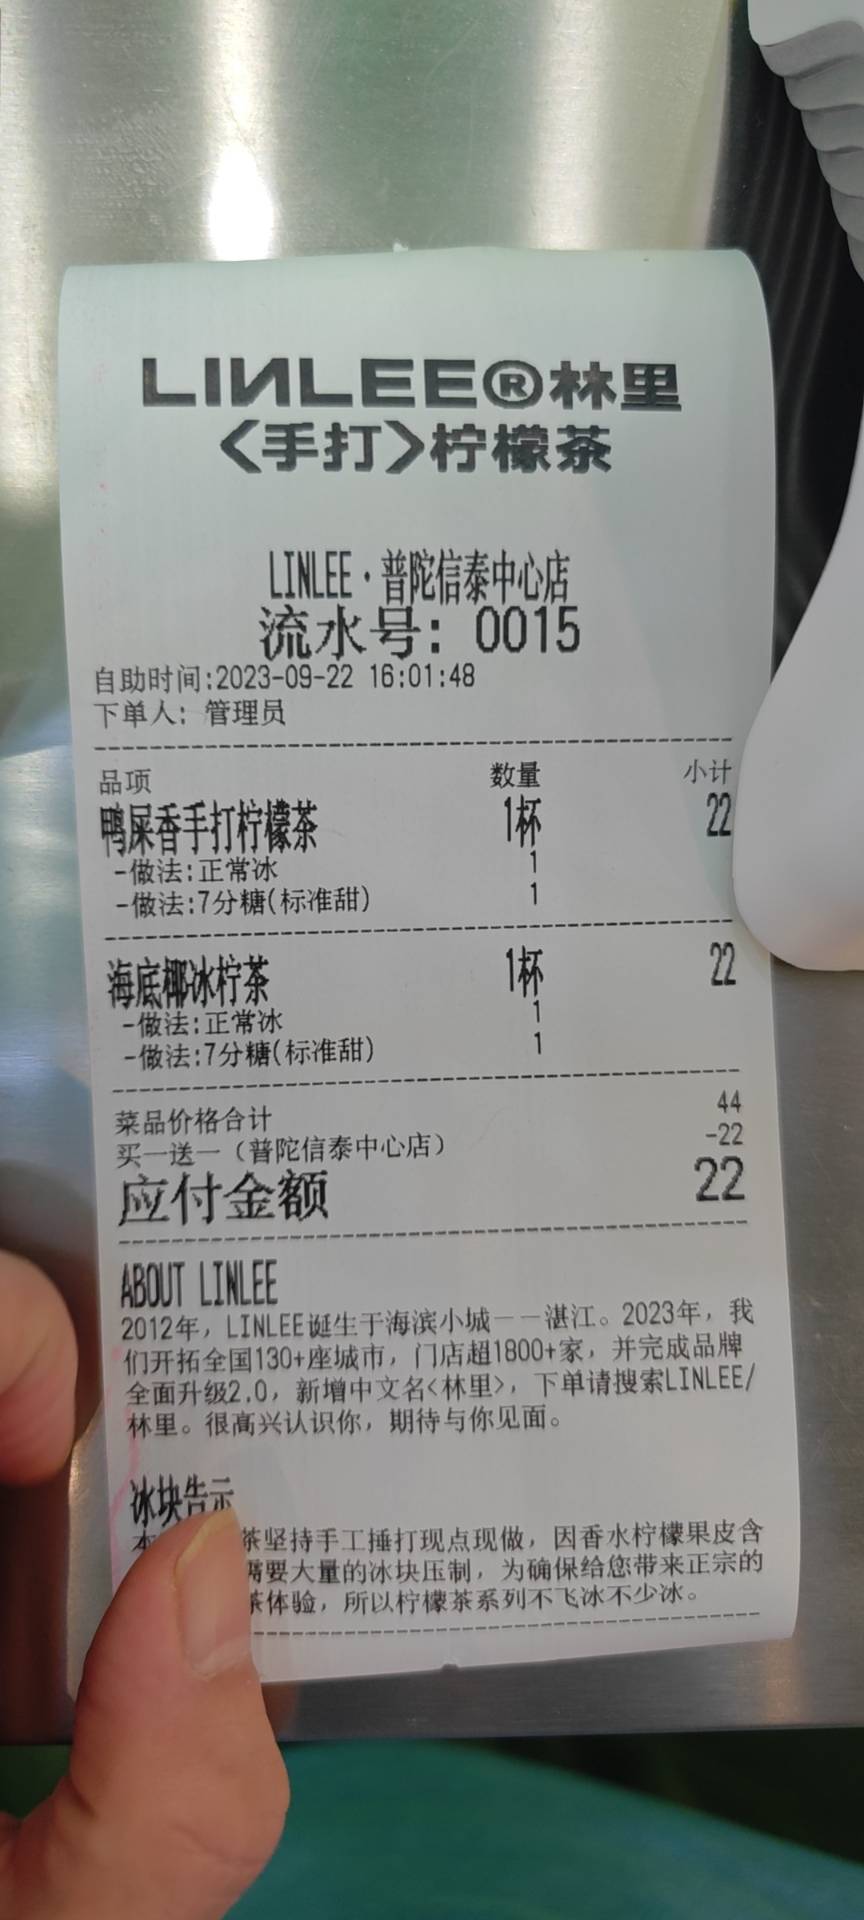 LINLEE®林里
<手打>柠檬茶
LINLEE·普陀信泰中心店
流水号: 0015
自助时间:2023-09-22 16:01:48
下单人: 管理员
品项 数量 小计
鸭屎香手打柠檬茶 1杯 22
-做法:正常冰 1
-做法:7分糖(标准甜) 1
海底椰冰柠茶 1杯 22
-做法:正常冰 1
-做法:7分糖(标准甜) 1
菜品价格合计 44
买一送一（普陀信泰中心店） -22
应付金额 22
ABOUT LINLEE
2012年，LINLEE诞生于海滨小城——湛江。2023年，我
们开拓全国130+座城市，门店超1800+家，并完成品牌
全面升级2.0，新增中文名<林里>，下单请搜索LINLEE/
林里。很高兴认识你，期待与你见面。
冰块告示
茶坚持手工捶打现点现做，因香水柠檬果皮含
需要大量的冰块压制，为确保给您带来正宗的
茶体验，所以柠檬茶系列不飞冰不少冰。